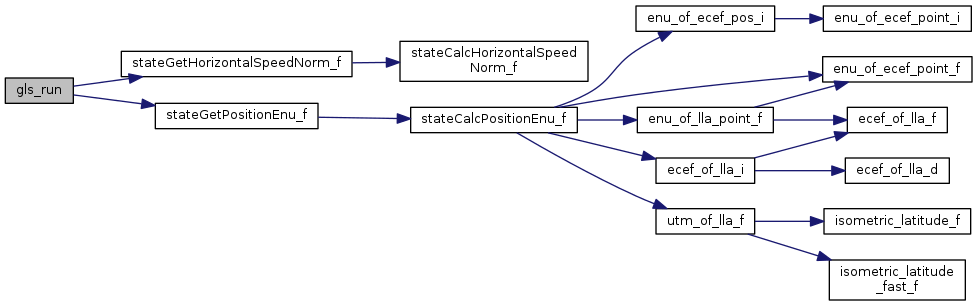 gls_run
stateGetHorizontalSpeedNorm_f
stateCalcHorizontalSpeed
Norm_f
stateGetPositionEnu_f
stateCalcPositionEnu_f
enu_of_ecef_pos_i
enu_of_ecef_point_i
enu_of_ecef_point_f
enu_of_lla_point_f
ecef_of_lla_f
ecef_of_lla_i
ecef_of_lla_d
utm_of_lla_f
isometric_latitude_f
isometric_latitude
_fast_f